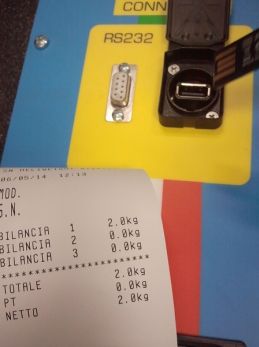 CONN
RS232
06/05/14 12:13
MOD.
S.N.
BILANCIA 1 2.0kg
BILANCIA 2 0.0kg
BILANCIA 3 0.0kg
********************
TOTALE 2.0kg
PT 0.0kg
NETTO 2.0kg